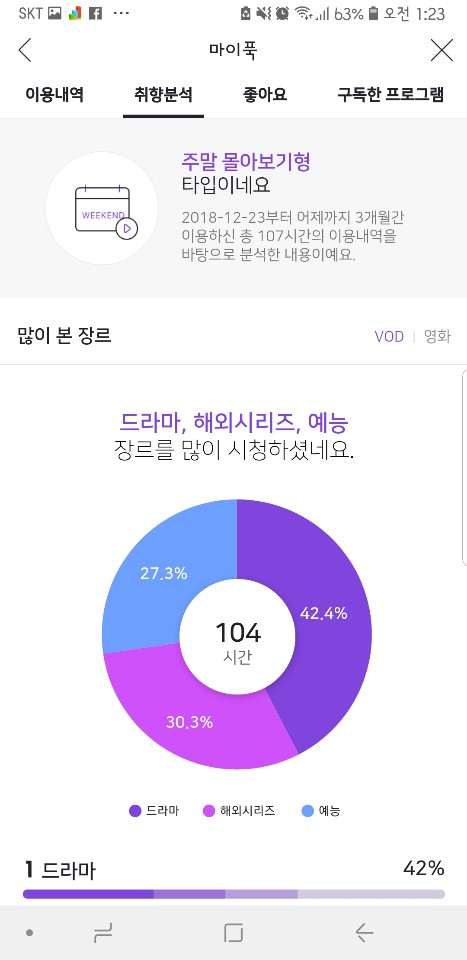 SKT ... 63% 오전 1:23
마이푹
이용내역 취향분석 좋아요 구독한 프로그램
WEEKEND
주말 몰아보기형
타입이네요
2018-12-23부터 어제까지 3개월간
이용하신 총 107시간의 이용내역을
바탕으로 분석한 내용이예요.
많이 본 장르 VOD | 영화
드라마, 해외시리즈, 예능
장르를 많이 시청하셨네요.
27.3%
42.4%
104
시간
30.3%
드라마 해외시리즈 예능
1 드라마 42%